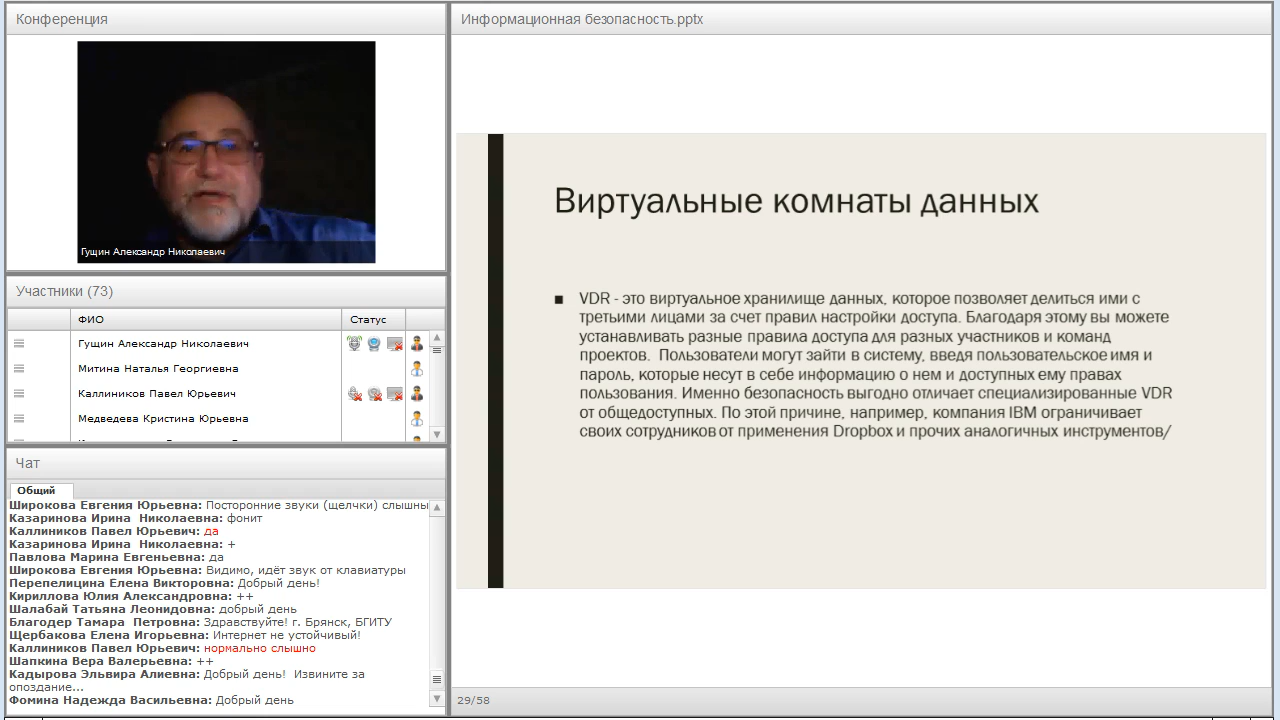 Конференция
Гущин Александр Николаевич
Участники (73)
ФИО
Статус
Гущин Александр Николаевич
Митина Наталья Георгиевна
Каллиников Павел Юрьевич
Медведева Кристина Юрьевна
Чат
Общий
Широкова Евгения Юрьевна: Посторонние звуки (щелчки) слышны
Казаринова Ирина Николаевна: фонит
Каллиников Павел Юрьевич: да
Казаринова Ирина Николаевна: +
Павлова Марина Евгеньевна: да
Широкова Евгения Юрьевна: Видимо, идёт звук от клавиатуры
Перепелицина Елена Викторовна: Добрый день!
Кириллова Юлия Александровна: ++
Шалабай Татьяна Леонидовна: добрый день
Благодер Тамара Петровна: Здравствуйте! г. Брянск, БГИТУ
Щербакова Елена Игорьевна: Интернет не устойчивый!
Каллиников Павел Юрьевич: нормально слышно
Шапкина Вера Валерьевна: ++
Кадырова Эльвира Алиевна: Добрый день! Извините за
опоздание...
Фомина Надежда Васильевна: Добрый день
Информационная безопасность.pptx
Виртуальные комнаты данных
■ VDR - это виртуальное хранилище данных, которое позволяет делиться ими с
третьими лицами за счет правил настройки доступа. Благодаря этому вы можете
устанавливать разные правила доступа для разных участников и команд
проектов. Пользователи могут зайти в систему, введя пользовательское имя и
пароль, которые несут в себе информацию о нем и доступных ему правах
пользования. Именно безопасность выгодно отличает специализированные VDR
от общедоступных. По этой причине, например, компания IBM ограничивает
своих сотрудников от применения Dropbox и прочих аналогичных инструментов/
29/58